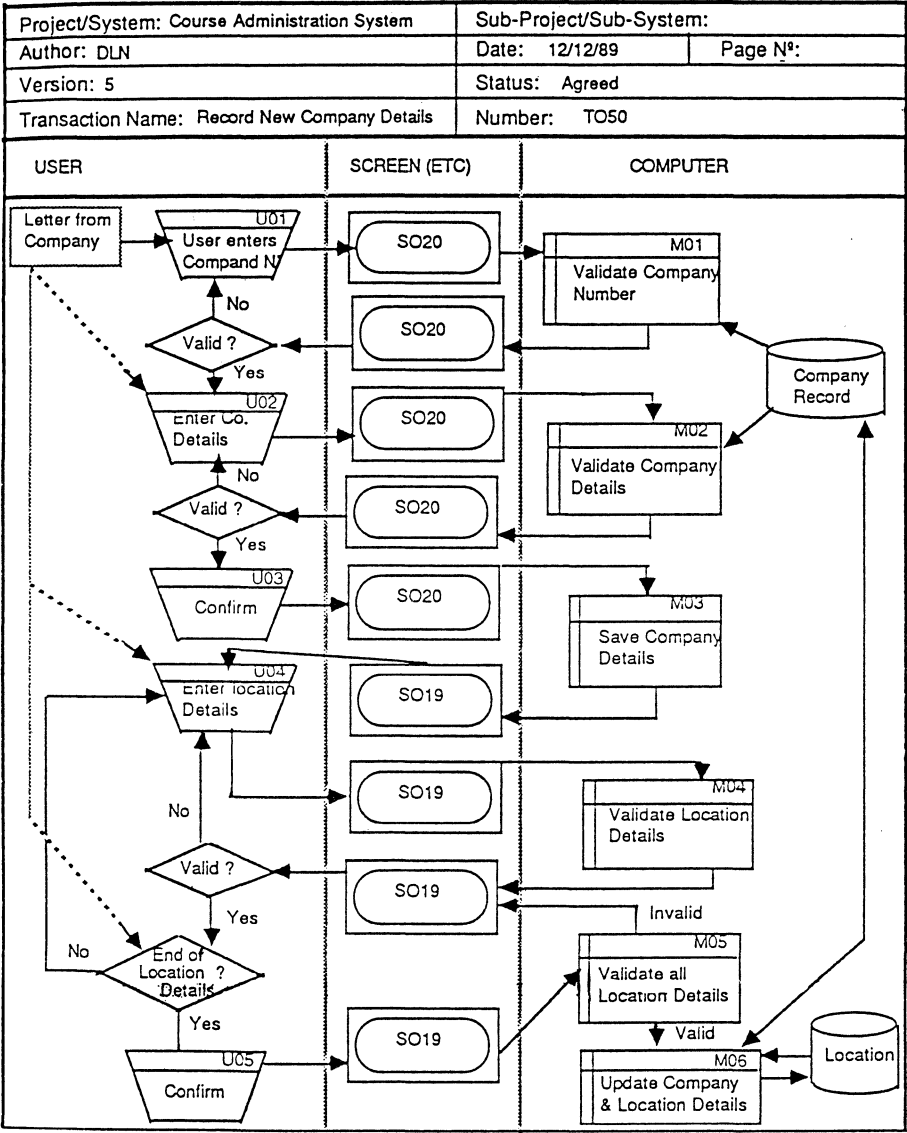 Project/System: Course Administration System
Sub-Project/Sub-System:
Author: DLN
Date: 12/12/89
Page Nº:
Version: 5
Status: Agreed
Transaction Name: Record New Company Details
Number: TO50
USER
SCREEN (ETC)
COMPUTER
Letter from
Company
U01
User enters
Compand Nº
SO20
M01
Validate Company
Number
No
Valid ?
SO20
Yes
Company
Record
U02
Enter Co.
Details
SO20
M02
Validate Company
Details
No
Valid ?
SO20
Yes
U03
Confirm
SO20
M03
Save Company
Details
U04
Enter location
Details
SO19
SO19
M04
Validate Location
Details
No
Valid ?
SO19
Yes
Invalid
No
End of
Location ?
Details
M05
Validate all
Location Details
Yes
SO19
Valid
Location
U05
Confirm
M06
Update Company
& Location Details